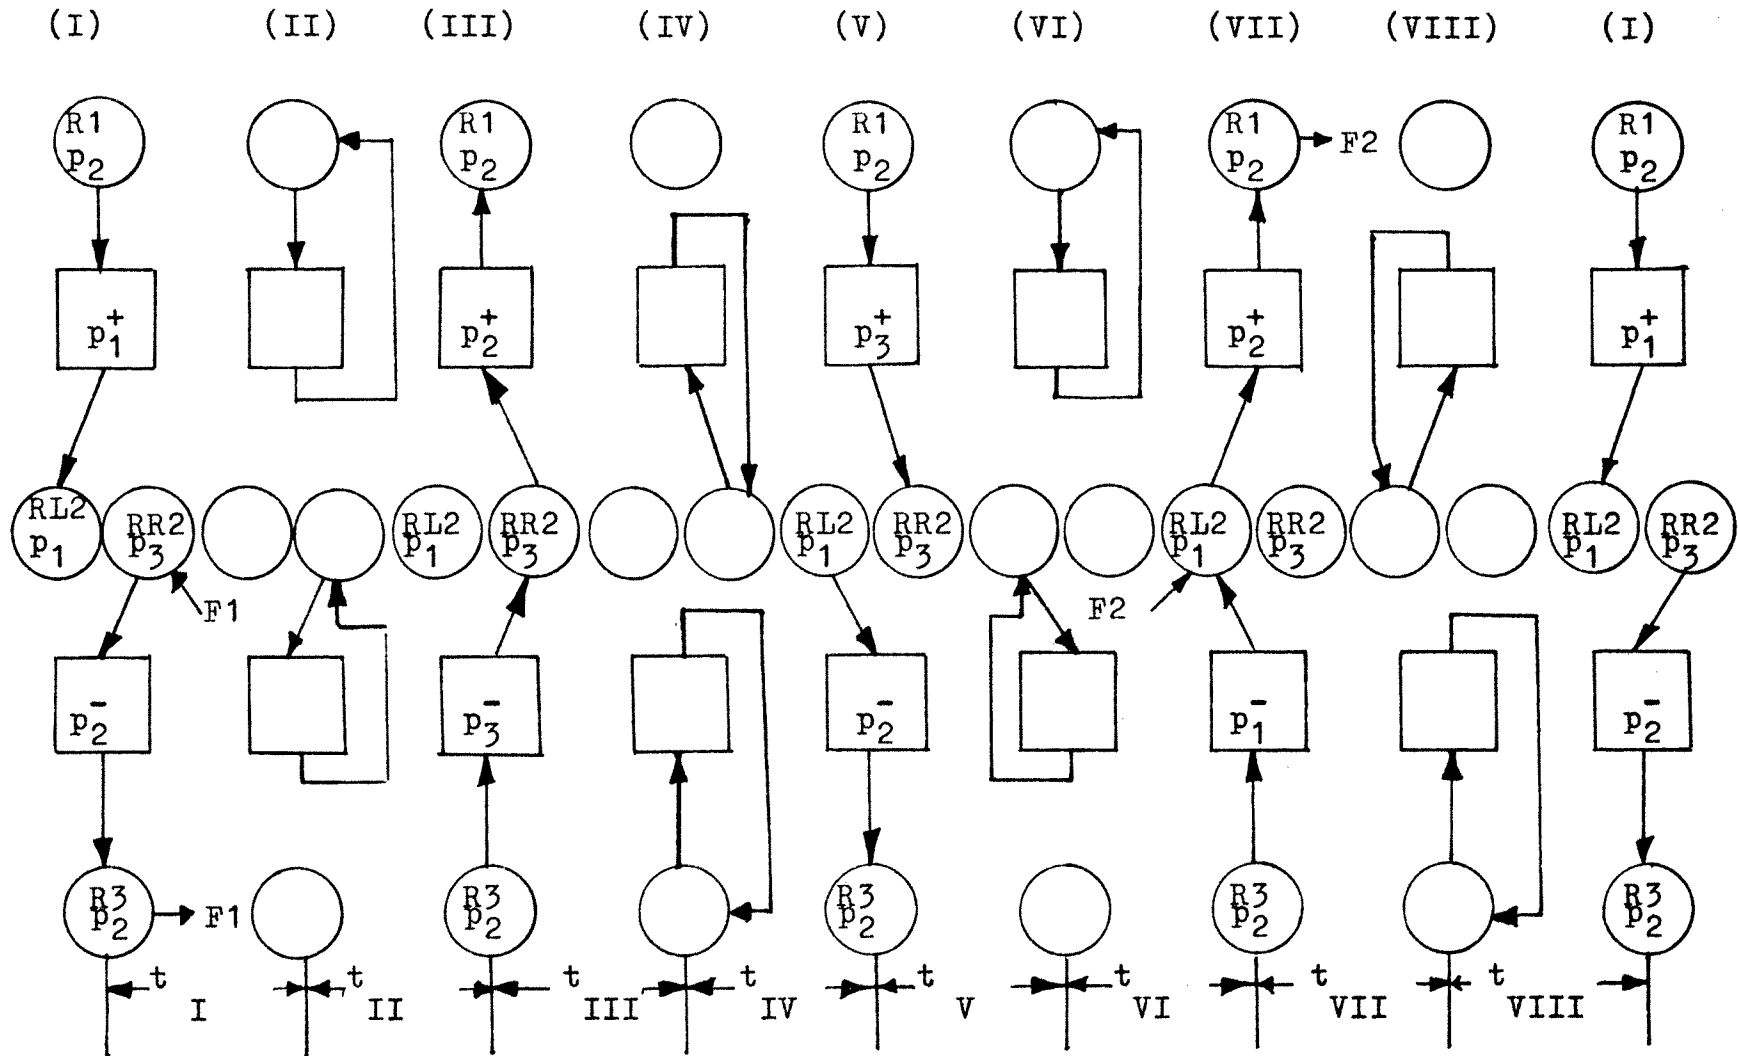 (I) (II) (III) (IV) (V) (VI) (VII) (VIII) (I)
R1 R1 R1 R1 F2 R1
p2 p2 p2 p2 p2
p1+ p2+ p3+ p2+ p1+
RL2 RR2 RL2 RR2 RL2 RR2 RL2 RR2 RL2 RR2
p1 p3 p1 p3 p1 p3 p1 p3 p1 p3
F1 F2
p2- p3- p2- p1- p2-
R3 R3 R3 R3 R3
p2 F1 p2 p2 p2 p2
t t t t t t t t
I II III IV V VI VII VIII